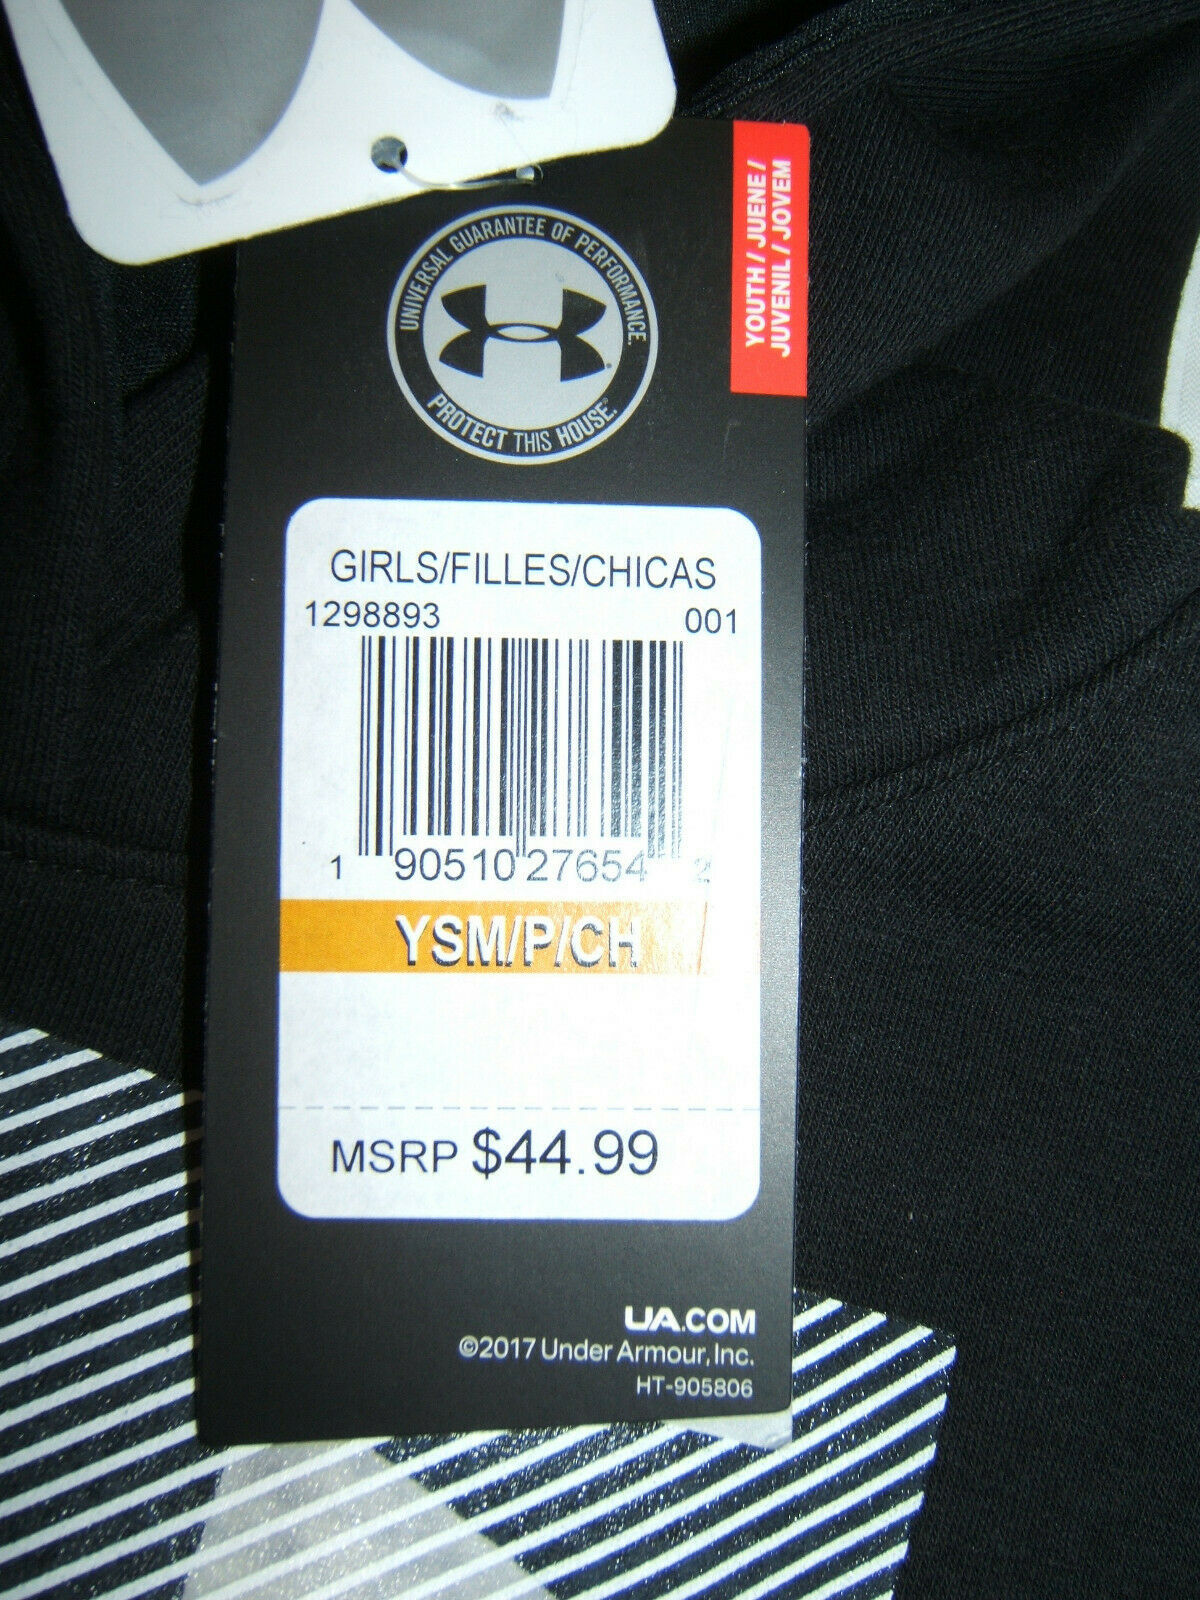 YOUTH / JUENE /
JUVENIL / JOVEM
UNIVERSAL GUARANTEE OF PERFORMANCE.
PROTECT THIS HOUSE.®
GIRLS/FILLES/CHICAS
1298893 001
1 90510 27654 2
YSM/P/CH
MSRP $44.99
UA.COM
©2017 Under Armour, Inc.
HT-905806